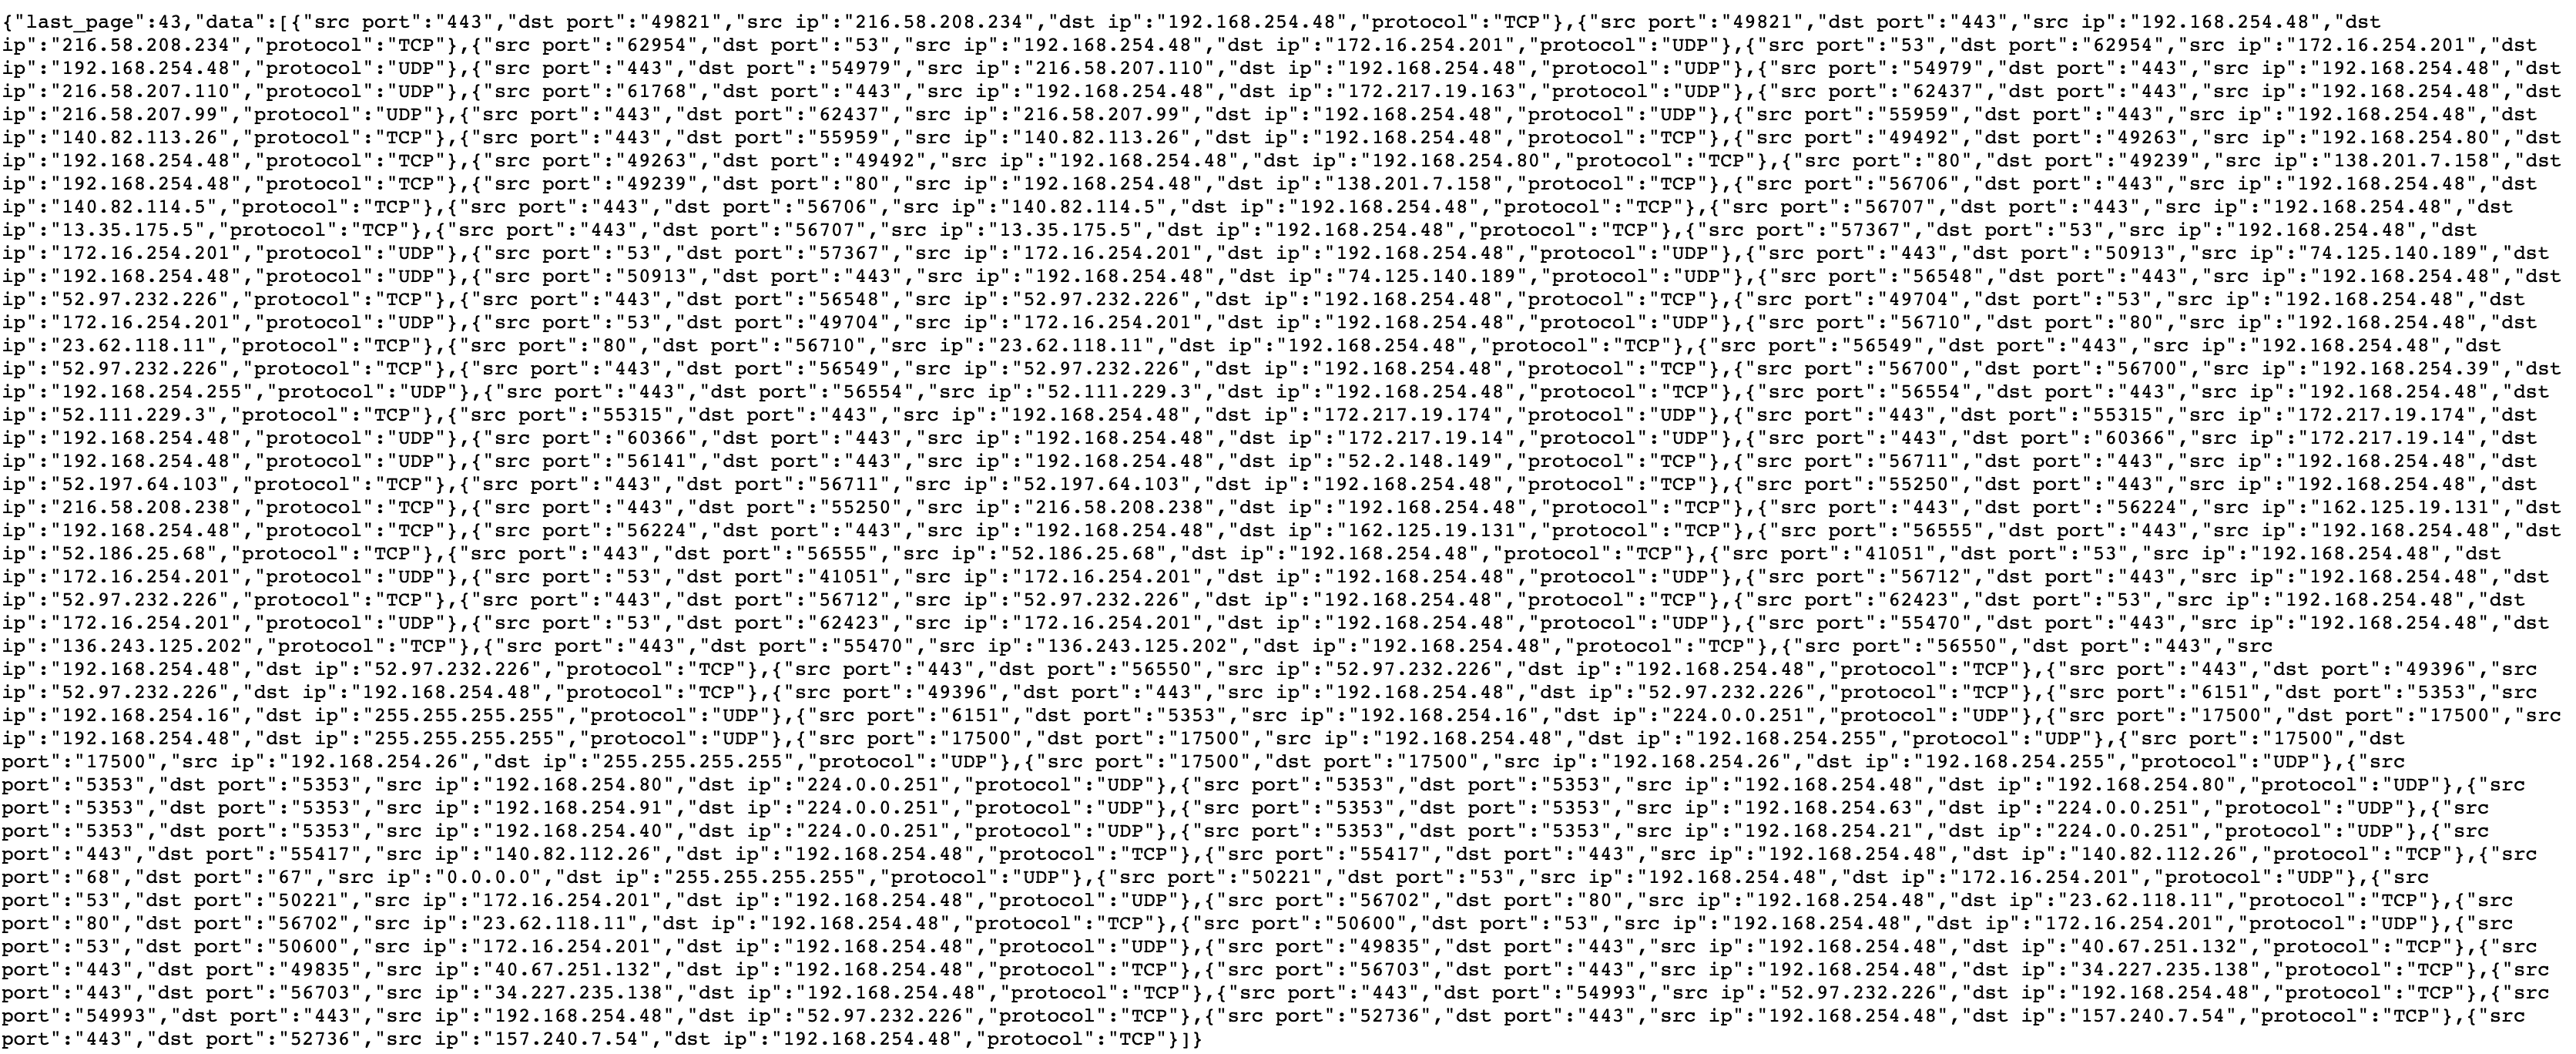 {"last_page":43,"data":[{"src port":"443","dst port":"49821","src ip":"216.58.208.234","dst ip":"192.168.254.48","protocol":"TCP"},{"src port":"49821","dst port":"443","src ip":"192.168.254.48","dst
ip":"216.58.208.234","protocol":"TCP"},{"src port":"62954","dst port":"53","src ip":"192.168.254.48","dst ip":"172.16.254.201","protocol":"UDP"},{"src port":"53","dst port":"62954","src ip":"172.16.254.201","dst
ip":"192.168.254.48","protocol":"UDP"},{"src port":"443","dst port":"54979","src ip":"216.58.207.110","dst ip":"192.168.254.48","protocol":"UDP"},{"src port":"54979","dst port":"443","src ip":"192.168.254.48","dst
ip":"216.58.207.110","protocol":"UDP"},{"src port":"61768","dst port":"443","src ip":"192.168.254.48","dst ip":"172.217.19.163","protocol":"UDP"},{"src port":"62437","dst port":"443","src ip":"192.168.254.48","dst
ip":"216.58.207.99","protocol":"UDP"},{"src port":"443","dst port":"62437","src ip":"216.58.207.99","dst ip":"192.168.254.48","protocol":"UDP"},{"src port":"55959","dst port":"443","src ip":"192.168.254.48","dst
ip":"140.82.113.26","protocol":"TCP"},{"src port":"443","dst port":"55959","src ip":"140.82.113.26","dst ip":"192.168.254.48","protocol":"TCP"},{"src port":"49492","dst port":"49263","src ip":"192.168.254.80","dst
ip":"192.168.254.48","protocol":"TCP"},{"src port":"49263","dst port":"49492","src ip":"192.168.254.48","dst ip":"192.168.254.80","protocol":"TCP"},{"src port":"80","dst port":"49239","src ip":"138.201.7.158","dst
ip":"192.168.254.48","protocol":"TCP"},{"src port":"49239","dst port":"80","src ip":"192.168.254.48","dst ip":"138.201.7.158","protocol":"TCP"},{"src port":"56706","dst port":"443","src ip":"192.168.254.48","dst
ip":"140.82.114.5","protocol":"TCP"},{"src port":"443","dst port":"56706","src ip":"140.82.114.5","dst ip":"192.168.254.48","protocol":"TCP"},{"src port":"56707","dst port":"443","src ip":"192.168.254.48","dst
ip":"13.35.175.5","protocol":"TCP"},{"src port":"443","dst port":"56707","src ip":"13.35.175.5","dst ip":"192.168.254.48","protocol":"TCP"},{"src port":"57367","dst port":"53","src ip":"192.168.254.48","dst
ip":"172.16.254.201","protocol":"UDP"},{"src port":"53","dst port":"57367","src ip":"172.16.254.201","dst ip":"192.168.254.48","protocol":"UDP"},{"src port":"443","dst port":"50913","src ip":"74.125.140.189","dst
ip":"192.168.254.48","protocol":"UDP"},{"src port":"50913","dst port":"443","src ip":"192.168.254.48","dst ip":"74.125.140.189","protocol":"UDP"},{"src port":"56548","dst port":"443","src ip":"192.168.254.48","dst
ip":"52.97.232.226","protocol":"TCP"},{"src port":"443","dst port":"56548","src ip":"52.97.232.226","dst ip":"192.168.254.48","protocol":"TCP"},{"src port":"49704","dst port":"53","src ip":"192.168.254.48","dst
ip":"172.16.254.201","protocol":"UDP"},{"src port":"53","dst port":"49704","src ip":"172.16.254.201","dst ip":"192.168.254.48","protocol":"UDP"},{"src port":"56710","dst port":"80","src ip":"192.168.254.48","dst
ip":"23.62.118.11","protocol":"TCP"},{"src port":"80","dst port":"56710","src ip":"23.62.118.11","dst ip":"192.168.254.48","protocol":"TCP"},{"src port":"56549","dst port":"443","src ip":"192.168.254.48","dst
ip":"52.97.232.226","protocol":"TCP"},{"src port":"443","dst port":"56549","src ip":"52.97.232.226","dst ip":"192.168.254.48","protocol":"TCP"},{"src port":"56700","dst port":"56700","src ip":"192.168.254.39","dst
ip":"192.168.254.255","protocol":"UDP"},{"src port":"443","dst port":"56554","src ip":"52.111.229.3","dst ip":"192.168.254.48","protocol":"TCP"},{"src port":"56554","dst port":"443","src ip":"192.168.254.48","dst
ip":"52.111.229.3","protocol":"TCP"},{"src port":"55315","dst port":"443","src ip":"192.168.254.48","dst ip":"172.217.19.174","protocol":"UDP"},{"src port":"443","dst port":"55315","src ip":"172.217.19.174","dst
ip":"192.168.254.48","protocol":"UDP"},{"src port":"60366","dst port":"443","src ip":"192.168.254.48","dst ip":"172.217.19.14","protocol":"UDP"},{"src port":"443","dst port":"60366","src ip":"172.217.19.14","dst
ip":"192.168.254.48","protocol":"UDP"},{"src port":"56141","dst port":"443","src ip":"192.168.254.48","dst ip":"52.2.148.149","protocol":"TCP"},{"src port":"56711","dst port":"443","src ip":"192.168.254.48","dst
ip":"52.197.64.103","protocol":"TCP"},{"src port":"443","dst port":"56711","src ip":"52.197.64.103","dst ip":"192.168.254.48","protocol":"TCP"},{"src port":"55250","dst port":"443","src ip":"192.168.254.48","dst
ip":"216.58.208.238","protocol":"TCP"},{"src port":"443","dst port":"55250","src ip":"216.58.208.238","dst ip":"192.168.254.48","protocol":"TCP"},{"src port":"443","dst port":"56224","src ip":"162.125.19.131","dst
ip":"192.168.254.48","protocol":"TCP"},{"src port":"56224","dst port":"443","src ip":"192.168.254.48","dst ip":"162.125.19.131","protocol":"TCP"},{"src port":"56555","dst port":"443","src ip":"192.168.254.48","dst
ip":"52.186.25.68","protocol":"TCP"},{"src port":"443","dst port":"56555","src ip":"52.186.25.68","dst ip":"192.168.254.48","protocol":"TCP"},{"src port":"41051","dst port":"53","src ip":"192.168.254.48","dst
ip":"172.16.254.201","protocol":"UDP"},{"src port":"53","dst port":"41051","src ip":"172.16.254.201","dst ip":"192.168.254.48","protocol":"UDP"},{"src port":"56712","dst port":"443","src ip":"192.168.254.48","dst
ip":"52.97.232.226","protocol":"TCP"},{"src port":"443","dst port":"56712","src ip":"52.97.232.226","dst ip":"192.168.254.48","protocol":"TCP"},{"src port":"62423","dst port":"53","src ip":"192.168.254.48","dst
ip":"172.16.254.201","protocol":"UDP"},{"src port":"53","dst port":"62423","src ip":"172.16.254.201","dst ip":"192.168.254.48","protocol":"UDP"},{"src port":"55470","dst port":"443","src ip":"192.168.254.48","dst
ip":"136.243.125.202","protocol":"TCP"},{"src port":"443","dst port":"55470","src ip":"136.243.125.202","dst ip":"192.168.254.48","protocol":"TCP"},{"src port":"56550","dst port":"443","src
ip":"192.168.254.48","dst ip":"52.97.232.226","protocol":"TCP"},{"src port":"443","dst port":"56550","src ip":"52.97.232.226","dst ip":"192.168.254.48","protocol":"TCP"},{"src port":"443","dst port":"49396","src
ip":"52.97.232.226","dst ip":"192.168.254.48","protocol":"TCP"},{"src port":"49396","dst port":"443","src ip":"192.168.254.48","dst ip":"52.97.232.226","protocol":"TCP"},{"src port":"6151","dst port":"5353","src
ip":"192.168.254.16","dst ip":"255.255.255.255","protocol":"UDP"},{"src port":"6151","dst port":"5353","src ip":"192.168.254.16","dst ip":"224.0.0.251","protocol":"UDP"},{"src port":"17500","dst port":"17500","src
ip":"192.168.254.48","dst ip":"255.255.255.255","protocol":"UDP"},{"src port":"17500","dst port":"17500","src ip":"192.168.254.48","dst ip":"192.168.254.255","protocol":"UDP"},{"src port":"17500","dst
port":"17500","src ip":"192.168.254.26","dst ip":"255.255.255.255","protocol":"UDP"},{"src port":"17500","dst port":"17500","src ip":"192.168.254.26","dst ip":"192.168.254.255","protocol":"UDP"},{"src
port":"5353","dst port":"5353","src ip":"192.168.254.80","dst ip":"224.0.0.251","protocol":"UDP"},{"src port":"5353","dst port":"5353","src ip":"192.168.254.48","dst ip":"192.168.254.80","protocol":"UDP"},{"src
port":"5353","dst port":"5353","src ip":"192.168.254.91","dst ip":"224.0.0.251","protocol":"UDP"},{"src port":"5353","dst port":"5353","src ip":"192.168.254.63","dst ip":"224.0.0.251","protocol":"UDP"},{"src
port":"5353","dst port":"5353","src ip":"192.168.254.40","dst ip":"224.0.0.251","protocol":"UDP"},{"src port":"5353","dst port":"5353","src ip":"192.168.254.21","dst ip":"224.0.0.251","protocol":"UDP"},{"src
port":"443","dst port":"55417","src ip":"140.82.112.26","dst ip":"192.168.254.48","protocol":"TCP"},{"src port":"55417","dst port":"443","src ip":"192.168.254.48","dst ip":"140.82.112.26","protocol":"TCP"},{"src
port":"68","dst port":"67","src ip":"0.0.0.0","dst ip":"255.255.255.255","protocol":"UDP"},{"src port":"50221","dst port":"53","src ip":"192.168.254.48","dst ip":"172.16.254.201","protocol":"UDP"},{"src
port":"53","dst port":"50221","src ip":"172.16.254.201","dst ip":"192.168.254.48","protocol":"UDP"},{"src port":"56702","dst port":"80","src ip":"192.168.254.48","dst ip":"23.62.118.11","protocol":"TCP"},{"src
port":"80","dst port":"56702","src ip":"23.62.118.11","dst ip":"192.168.254.48","protocol":"TCP"},{"src port":"50600","dst port":"53","src ip":"192.168.254.48","dst ip":"172.16.254.201","protocol":"UDP"},{"src
port":"53","dst port":"50600","src ip":"172.16.254.201","dst ip":"192.168.254.48","protocol":"UDP"},{"src port":"49835","dst port":"443","src ip":"192.168.254.48","dst ip":"40.67.251.132","protocol":"TCP"},{"src
port":"443","dst port":"49835","src ip":"40.67.251.132","dst ip":"192.168.254.48","protocol":"TCP"},{"src port":"56703","dst port":"443","src ip":"192.168.254.48","dst ip":"34.227.235.138","protocol":"TCP"},{"src
port":"443","dst port":"56703","src ip":"34.227.235.138","dst ip":"192.168.254.48","protocol":"TCP"},{"src port":"443","dst port":"54993","src ip":"52.97.232.226","dst ip":"192.168.254.48","protocol":"TCP"},{"src
port":"54993","dst port":"443","src ip":"192.168.254.48","dst ip":"52.97.232.226","protocol":"TCP"},{"src port":"52736","dst port":"443","src ip":"192.168.254.48","dst ip":"157.240.7.54","protocol":"TCP"},{"src
port":"443","dst port":"52736","src ip":"157.240.7.54","dst ip":"192.168.254.48","protocol":"TCP"}]}